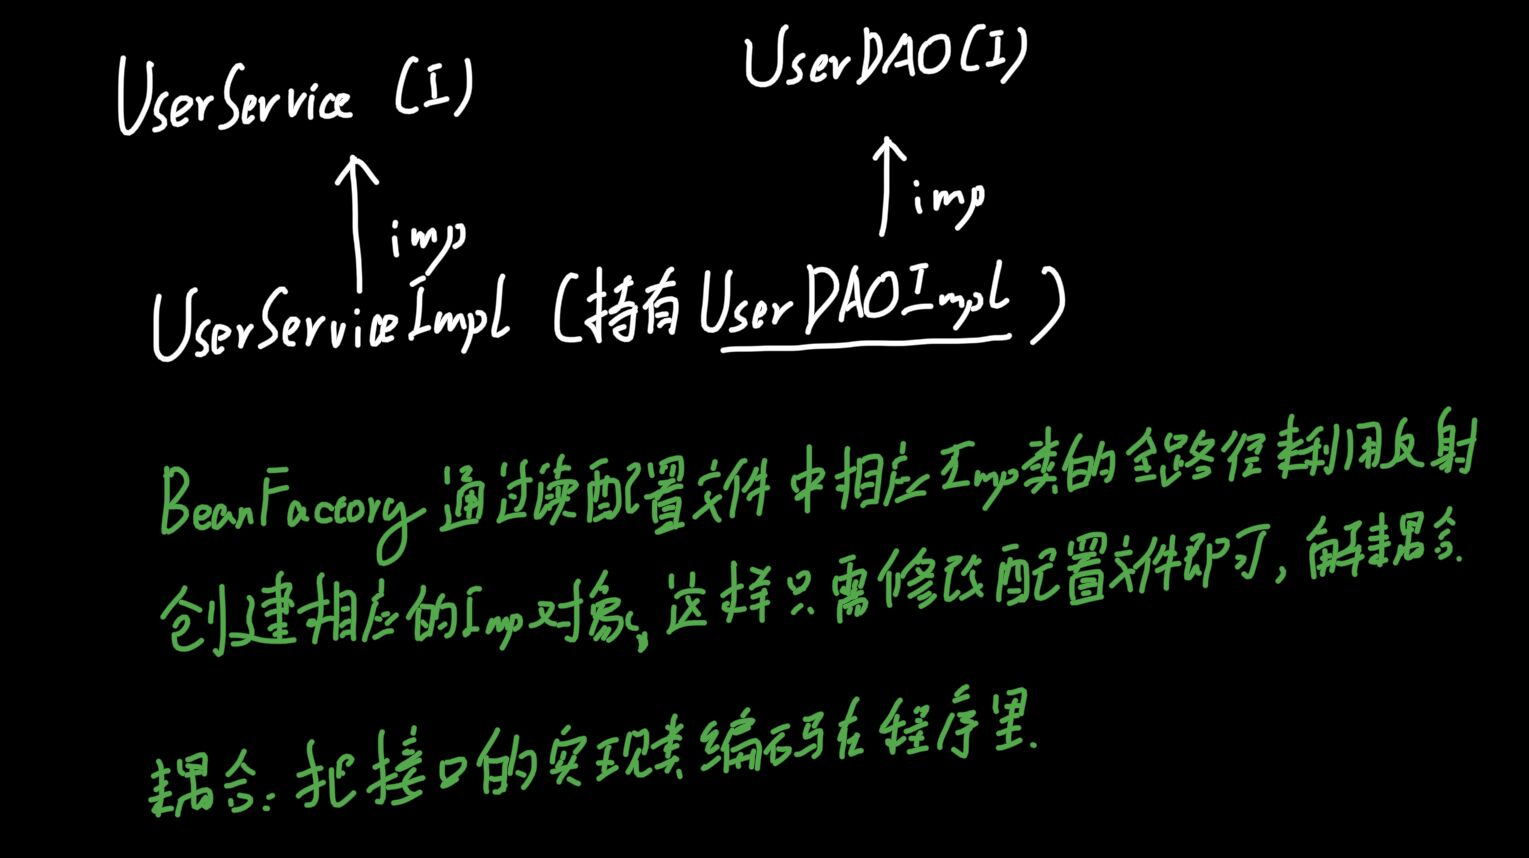 UserService (I)
UserDAO(I)
imp
imp
UserServiceImpl (持有 UserDAOImpl)
BeanFactory 通过读配置文件中相应Imp类的全路径来利用反射
创建相应的Imp对象,这样只需修改配置文件即可,解耦合.
耦合:把接口的实现类编码在程序里.